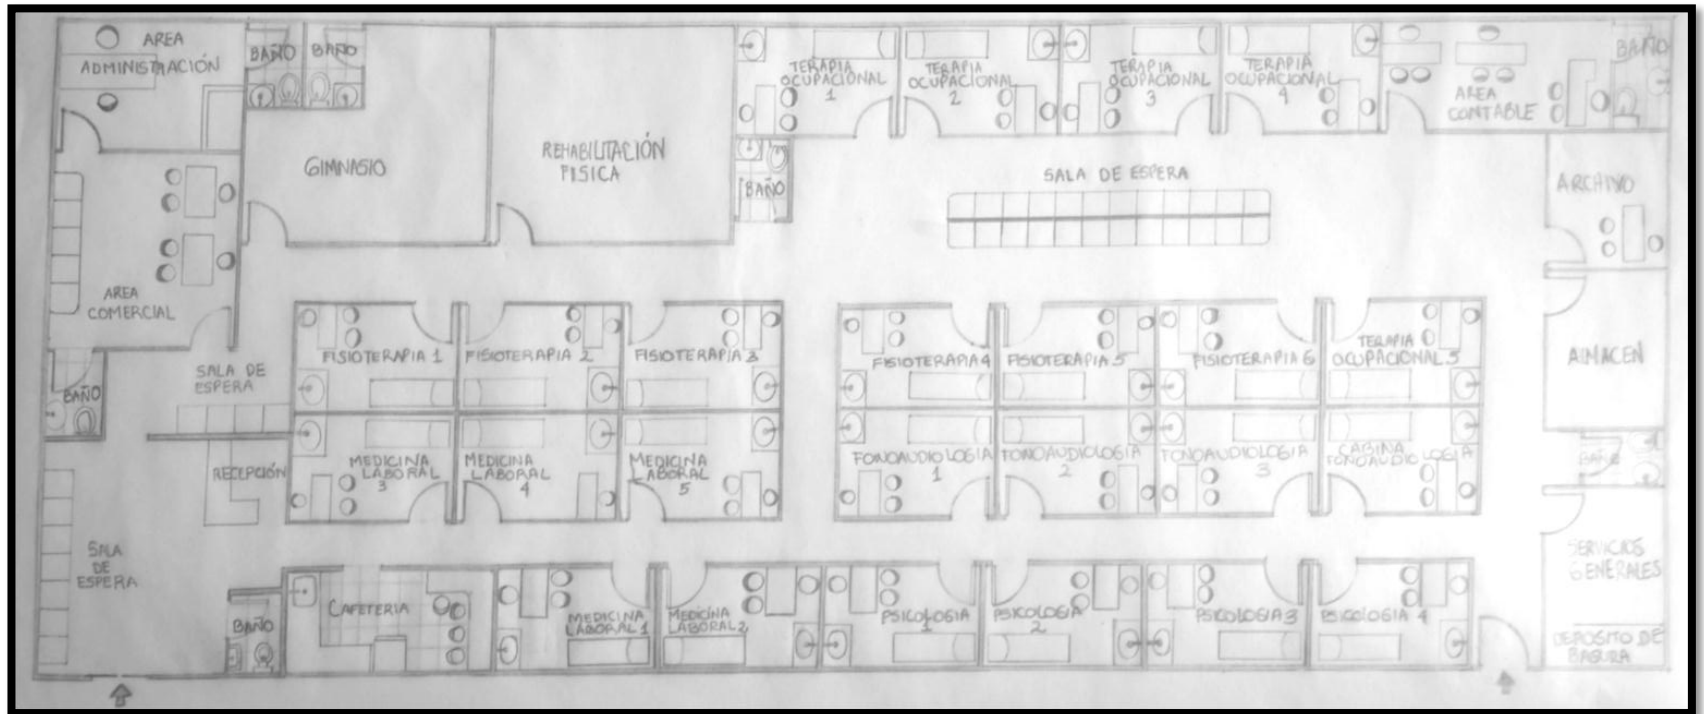 AREA
ADMINISTRACIÓN
BAÑO
BAÑO
TERAPIA
OCUPACIONAL
1
TERAPIA
OCUPACIONAL
2
TERAPIA
OCUPACIONAL
3
TERAPIA
OCUPACIONAL
4
AREA
CONTABLE
BAÑO
GIMNASIO
REHABILITACIÓN
FISICA
BAÑO
SALA DE ESPERA
ARCHIVO
AREA
COMERCIAL
SALA DE
ESPERA
BAÑO
FISIOTERAPIA 1
FISIOTERAPIA 2
FISIOTERAPIA 3
FISIOTERAPIA 4
FISIOTERAPIA 5
FISIOTERAPIA 6
TERAPIA
OCUPACIONAL 5
ALMACEN
RECEPCIÓN
MEDICINA
LABORAL
3
MEDICINA
LABORAL
4
MEDICINA
LABORAL
5
FONOAUDIOLOGIA
1
FONOAUDIOLOGIA
2
FONOAUDIOLOGIA
3
CABINA
FONOAUDIOLOGIA
BAÑO
SALA
DE
ESPERA
BAÑO
CAFETERIA
MEDICINA
LABORAL 1
MEDICINA
LABORAL 2
PSICOLOGIA
1
PSICOLOGIA
2
PSICOLOGIA 3
PSICOLOGIA 4
SERVICIOS
GENERALES
DEPOSITO DE
BASURA